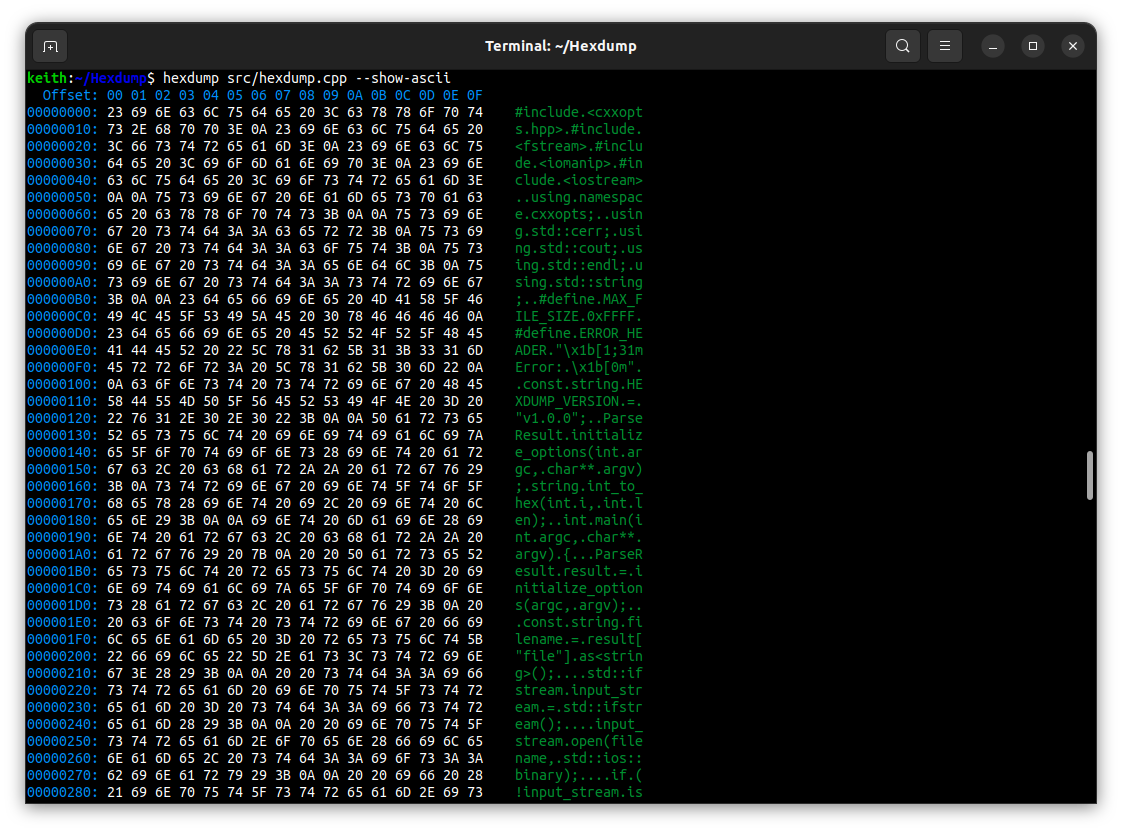 Terminal: ~/Hexdump
keith:~/Hexdump$ hexdump src/hexdump.cpp --show-ascii
Offset: 00 01 02 03 04 05 06 07 08 09 0A 0B 0C 0D 0E 0F
00000000: 23 69 6E 63 6C 75 64 65 20 3C 63 78 78 6F 70 74 #include.<cxxopt
00000010: 73 2E 68 70 70 3E 0A 23 69 6E 63 6C 75 64 65 20 s.hpp>.#include.
00000020: 3C 66 73 74 72 65 61 6D 3E 0A 23 69 6E 63 6C 75 <fstream>.#inclu
00000030: 64 65 20 3C 69 6F 6D 61 6E 69 70 3E 0A 23 69 6E de.<iomanip>.#in
00000040: 63 6C 75 64 65 20 3C 69 6F 73 74 72 65 61 6D 3E clude.<iostream>
00000050: 0A 0A 75 73 69 6E 67 20 6E 61 6D 65 73 70 61 63 ..using.namespac
00000060: 65 20 63 78 78 6F 70 74 73 3B 0A 0A 75 73 69 6E e.cxxopts;..usin
00000070: 67 20 73 74 64 3A 3A 63 65 72 72 3B 0A 75 73 69 g.std::cerr;.usi
00000080: 6E 67 20 73 74 64 3A 3A 63 6F 75 74 3B 0A 75 73 ng.std::cout;.us
00000090: 69 6E 67 20 73 74 64 3A 3A 65 6E 64 6C 3B 0A 75 ing.std::endl;.u
000000A0: 73 69 6E 67 20 73 74 64 3A 3A 73 74 72 69 6E 67 sing.std::string
000000B0: 3B 0A 0A 23 64 65 66 69 6E 65 20 4D 41 58 5F 46 ;..#define.MAX_F
000000C0: 49 4C 45 5F 53 49 5A 45 20 30 78 46 46 46 46 0A ILE_SIZE.0xFFFF.
000000D0: 23 64 65 66 69 6E 65 20 45 52 52 4F 52 5F 48 45 #define.ERROR_HE
000000E0: 41 44 45 52 20 22 5C 78 31 62 5B 31 3B 33 31 6D ADER."\x1b[1;31m
000000F0: 45 72 72 6F 72 3A 20 5C 78 31 62 5B 30 6D 22 0A Error:.\x1b[0m".
00000100: 0A 63 6F 6E 73 74 20 73 74 72 69 6E 67 20 48 45 .const.string.HE
00000110: 58 44 55 4D 50 5F 56 45 52 53 49 4F 4E 20 3D 20 XDUMP_VERSION.=.
00000120: 22 76 31 2E 30 2E 30 22 3B 0A 0A 50 61 72 73 65 "v1.0.0";..Parse
00000130: 52 65 73 75 6C 74 20 69 6E 69 74 69 61 6C 69 7A Result.initializ
00000140: 65 5F 6F 70 74 69 6F 6E 73 28 69 6E 74 20 61 72 e_options(int.ar
00000150: 67 63 2C 20 63 68 61 72 2A 2A 20 61 72 67 76 29 gc,.char**.argv)
00000160: 3B 0A 73 74 72 69 6E 67 20 69 6E 74 5F 74 6F 5F ;.string.int_to_
00000170: 68 65 78 28 69 6E 74 20 69 2C 20 69 6E 74 20 6C hex(int.i,.int.l
00000180: 65 6E 29 3B 0A 0A 69 6E 74 20 6D 61 69 6E 28 69 en);..int.main(i
00000190: 6E 74 20 61 72 67 63 2C 20 63 68 61 72 2A 2A 20 nt.argc,.char**.
000001A0: 61 72 67 76 29 20 7B 0A 20 20 50 61 72 73 65 52 argv).{...ParseR
000001B0: 65 73 75 6C 74 20 72 65 73 75 6C 74 20 3D 20 69 esult.result.=.i
000001C0: 6E 69 74 69 61 6C 69 7A 65 5F 6F 70 74 69 6F 6E nitialize_option
000001D0: 73 28 61 72 67 63 2C 20 61 72 67 76 29 3B 0A 20 s(argc,.argv);..
000001E0: 20 63 6F 6E 73 74 20 73 74 72 69 6E 67 20 66 69 .const.string.fi
000001F0: 6C 65 6E 61 6D 65 20 3D 20 72 65 73 75 6C 74 5B lename.=.result[
00000200: 22 66 69 6C 65 22 5D 2E 61 73 3C 73 74 72 69 6E "file"].as<strin
00000210: 67 3E 28 29 3B 0A 0A 20 20 73 74 64 3A 3A 69 66 g>();....std::if
00000220: 73 74 72 65 61 6D 20 69 6E 70 75 74 5F 73 74 72 stream.input_str
00000230: 65 61 6D 20 3D 20 73 74 64 3A 3A 69 66 73 74 72 eam.=.std::ifstr
00000240: 65 61 6D 28 29 3B 0A 0A 20 20 69 6E 70 75 74 5F eam();....input_
00000250: 73 74 72 65 61 6D 2E 6F 70 65 6E 28 66 69 6C 65 stream.open(file
00000260: 6E 61 6D 65 2C 20 73 74 64 3A 3A 69 6F 73 3A 3A name,.std::ios::
00000270: 62 69 6E 61 72 79 29 3B 0A 0A 20 20 69 66 20 28 binary);....if.(
00000280: 21 69 6E 70 75 74 5F 73 74 72 65 61 6D 2E 69 73 !input_stream.is